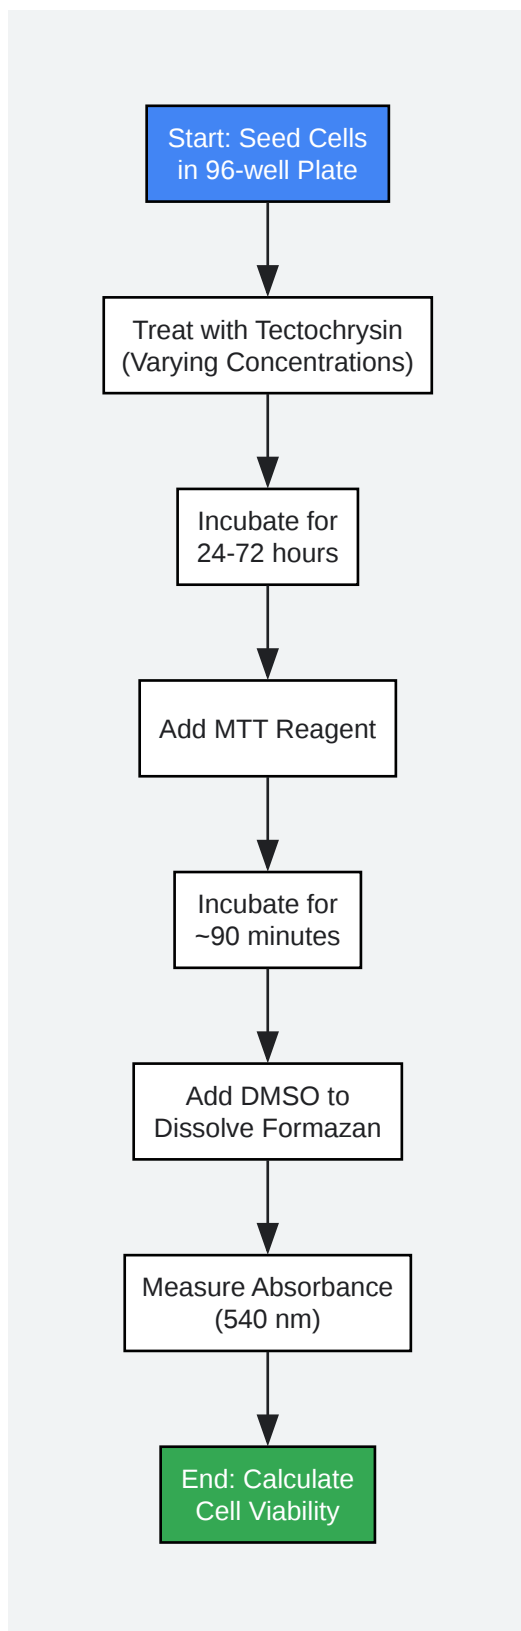 Start: Seed Cells
in 96-well Plate
Treat with Tectochrysin
(Varying Concentrations)
Incubate for
24-72 hours
Add MTT Reagent
Incubate for
~90 minutes
Add DMSO to
Dissolve Formazan
Measure Absorbance
(540 nm)
End: Calculate
Cell Viability